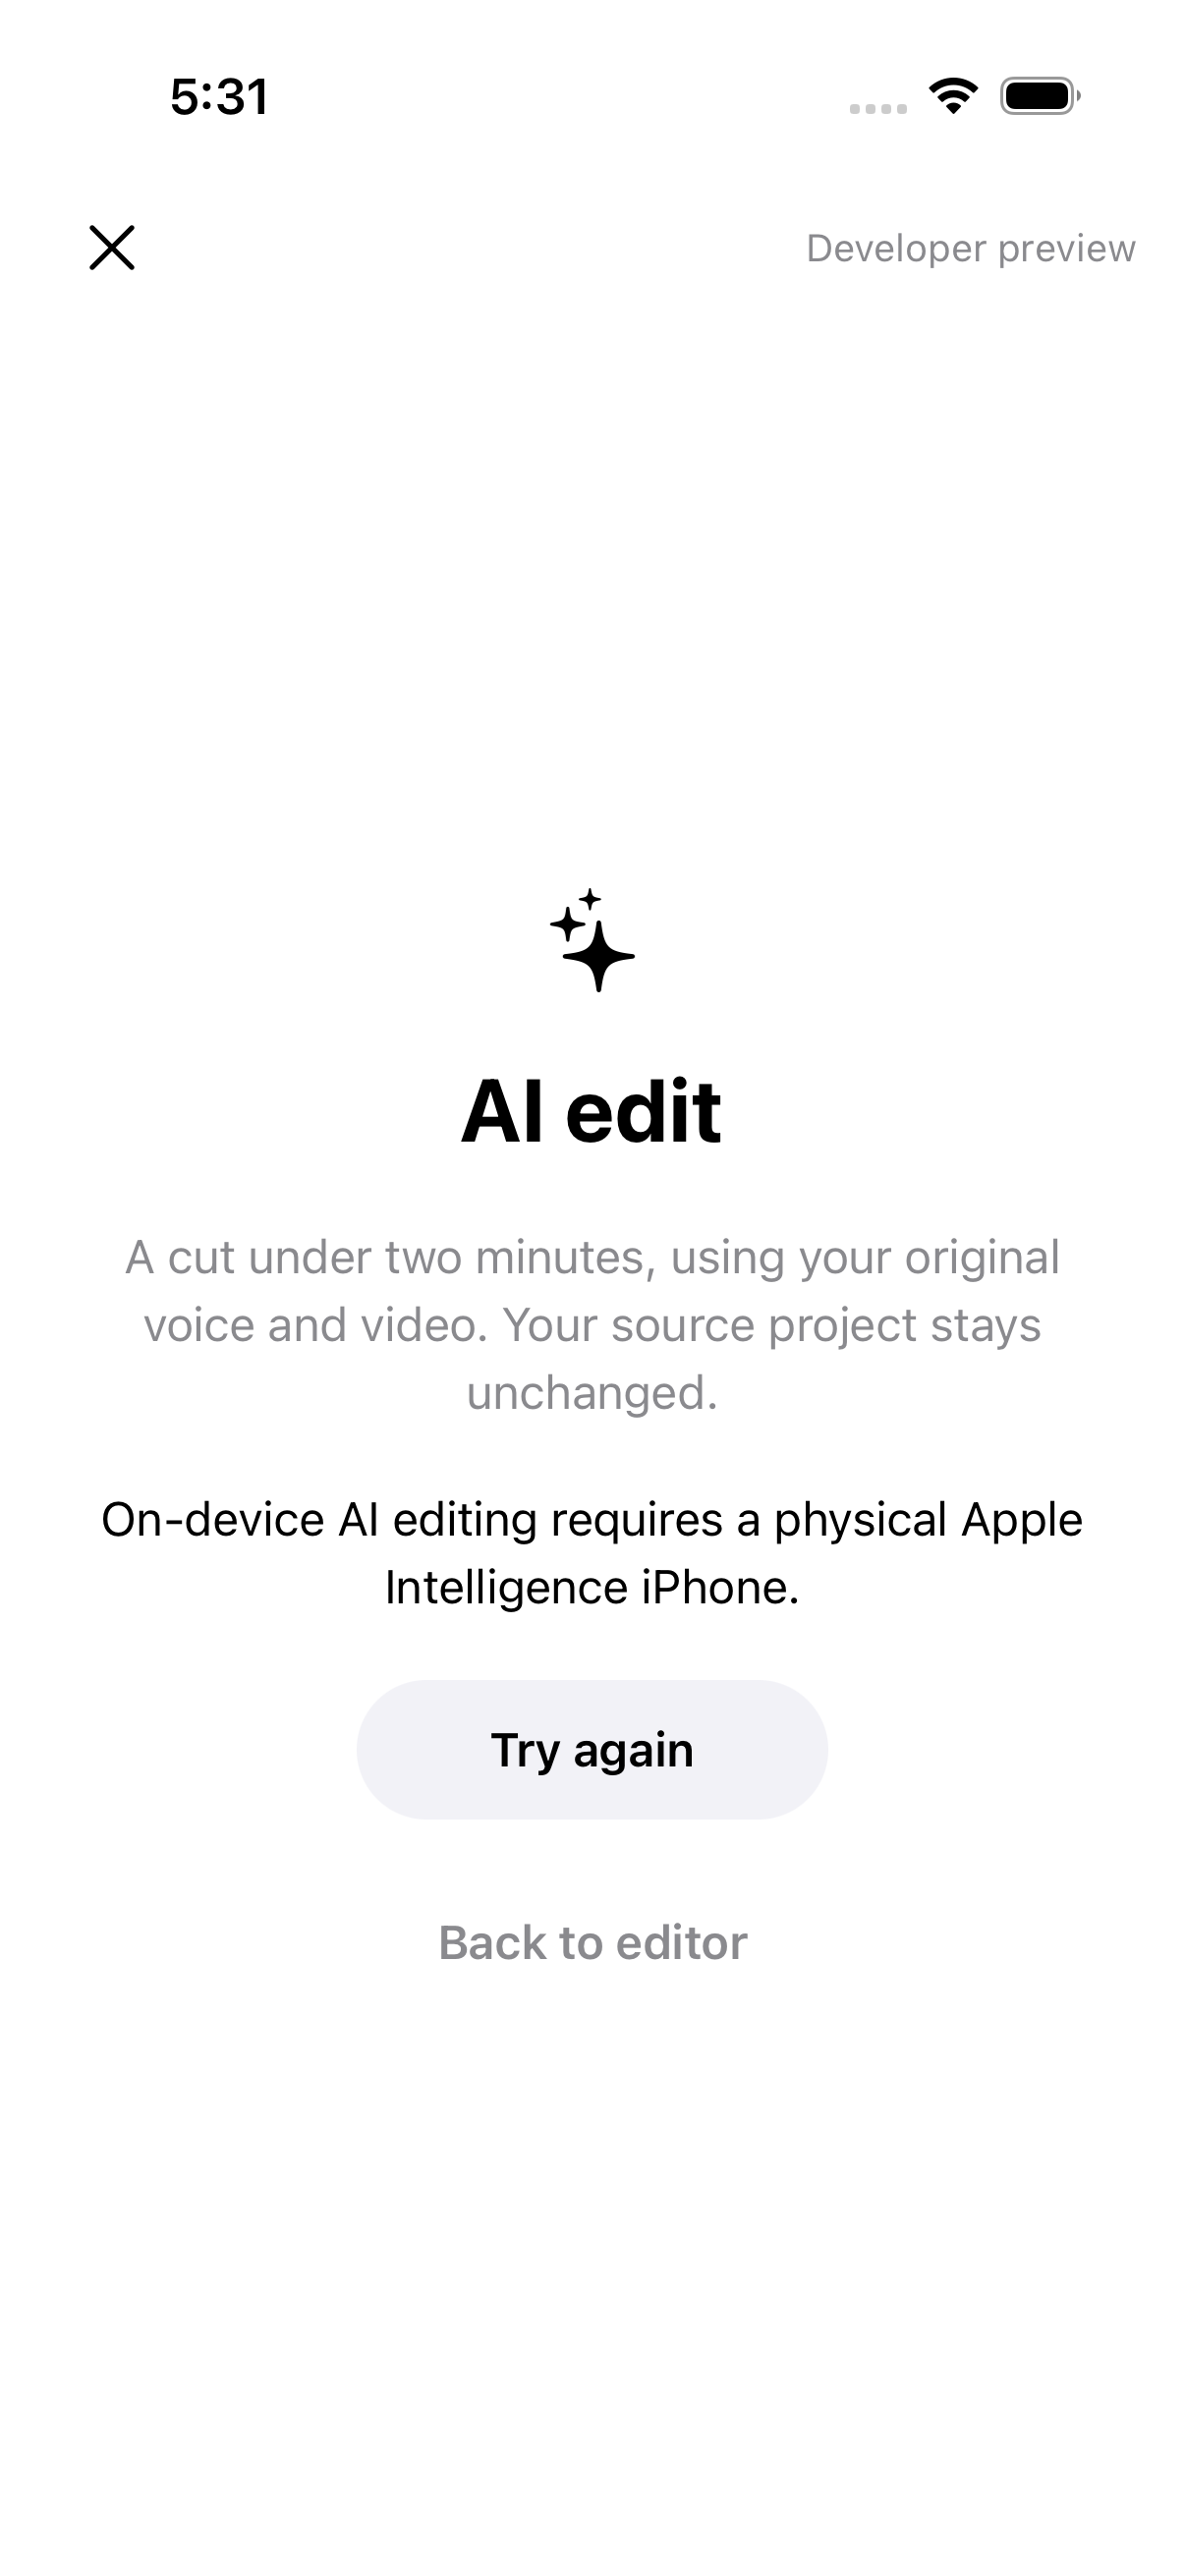 5:31
Developer preview
AI edit
A cut under two minutes, using your original
voice and video. Your source project stays
unchanged.
On-device AI editing requires a physical Apple
Intelligence iPhone.
Try again
Back to editor